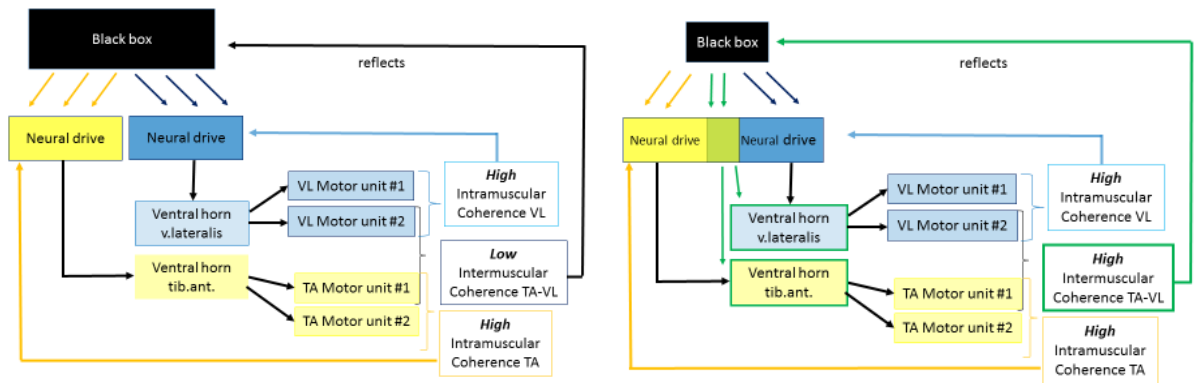 Black box
reflects
Neural drive
Neural drive
High
Intramuscular
Coherence VL
VL Motor unit #1
VL Motor unit #2
Ventral horn
v.lateralis
Low
Intermuscular
Coherence TA-VL
Ventral horn
tib.ant.
TA Motor unit #1
TA Motor unit #2
High
Intramuscular
Coherence TA
Black box
reflects
Neural drive
Neural drive
High
Intramuscular
Coherence VL
VL Motor unit #1
VL Motor unit #2
Ventral horn
v.lateralis
High
Intermuscular
Coherence TA-VL
Ventral horn
tib.ant.
TA Motor unit #1
TA Motor unit #2
High
Intramuscular
Coherence TA